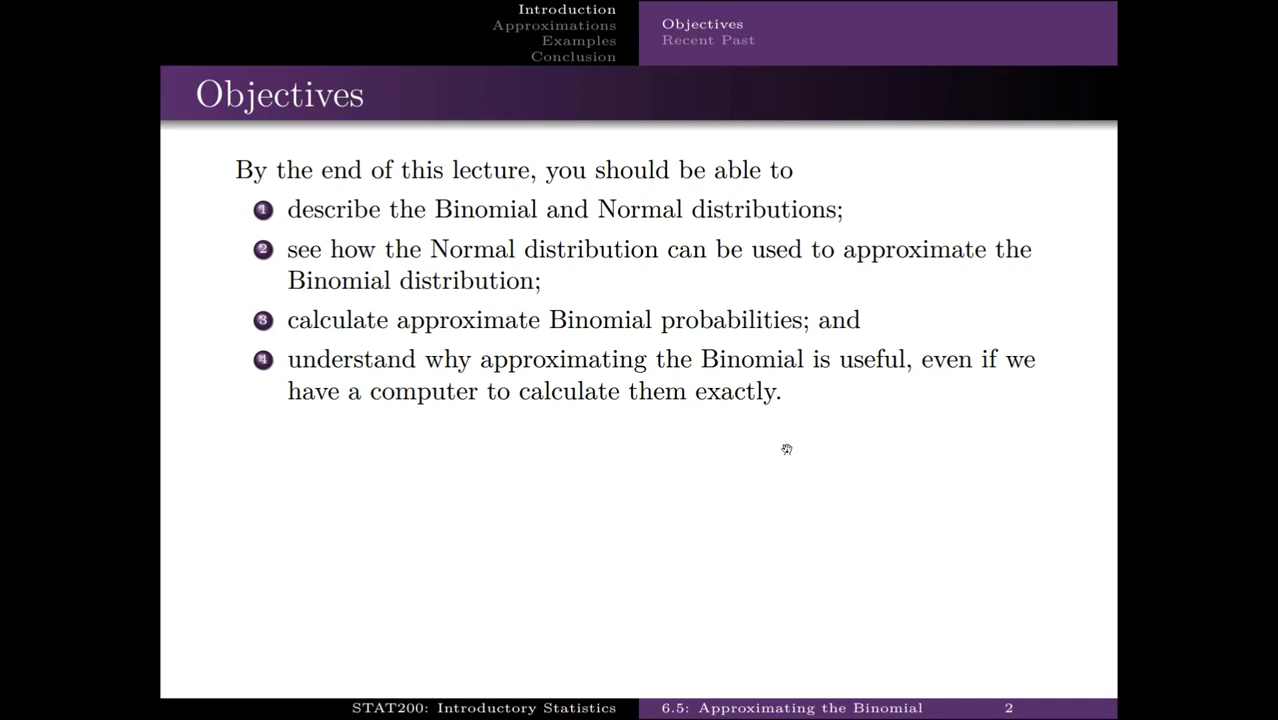 Introduction
Approximations
Examples
Conclusion
Objectives
Recent Past
Objectives
By the end of this lecture, you should be able to
1 describe the Binomial and Normal distributions;
2 see how the Normal distribution can be used to approximate the
Binomial distribution;
3 calculate approximate Binomial probabilities; and
4 understand why approximating the Binomial is useful, even if we
have a computer to calculate them exactly.
STAT200: Introductory Statistics
6.5: Approximating the Binomial 2